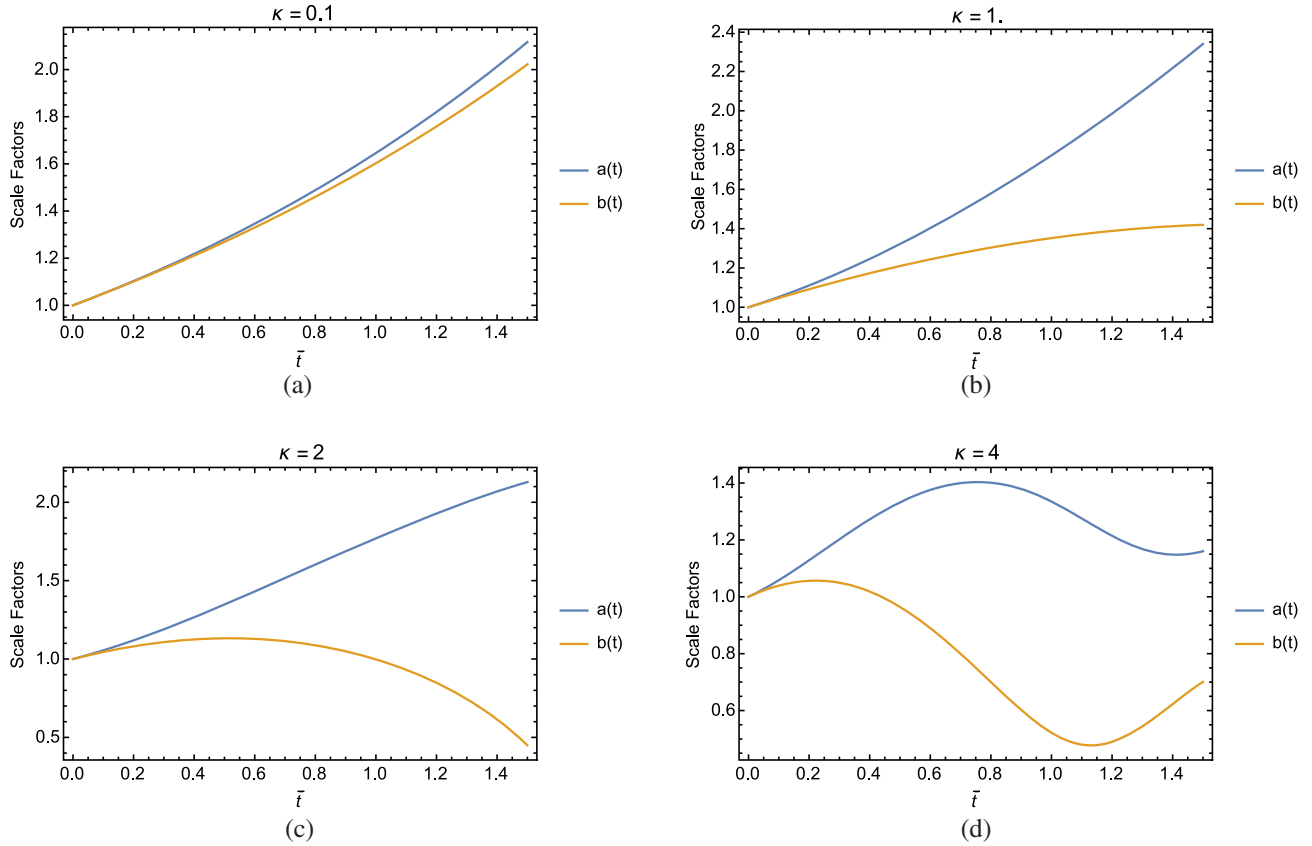 κ = 0.1
Scale Factors
2.0
1.8
1.6
1.4
1.2
1.0
0.0 0.2 0.4 0.6 0.8 1.0 1.2 1.4
t̄
a(t)
b(t)
(a)
κ = 1.
Scale Factors
2.4
2.2
2.0
1.8
1.6
1.4
1.2
1.0
0.0 0.2 0.4 0.6 0.8 1.0 1.2 1.4
t̄
a(t)
b(t)
(b)
κ = 2
Scale Factors
2.0
1.5
1.0
0.5
0.0 0.2 0.4 0.6 0.8 1.0 1.2 1.4
t̄
a(t)
b(t)
(c)
κ = 4
Scale Factors
1.4
1.2
1.0
0.8
0.6
0.0 0.2 0.4 0.6 0.8 1.0 1.2 1.4
t̄
a(t)
b(t)
(d)